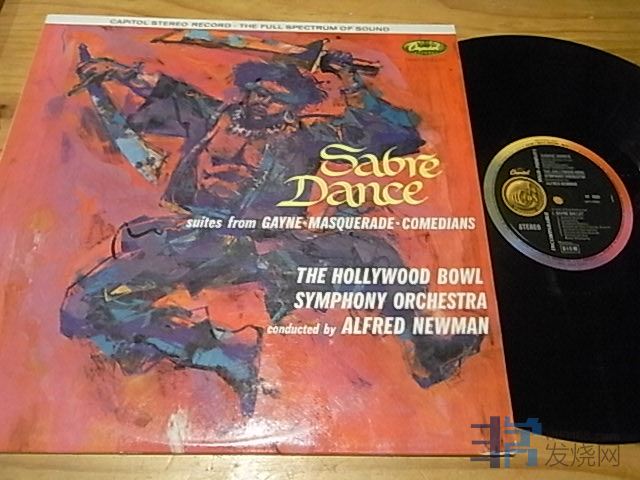 CAPITOL STEREO RECORD · THE FULL SPECTRUM OF SOUND
Capitol
Sabre
Dance
suites from GAYNE-MASQUERADE-COMEDIANS
THE HOLLYWOOD BOWL
SYMPHONY ORCHESTRA
conducted by ALFRED NEWMAN
Capitol
STEREO
发烧网